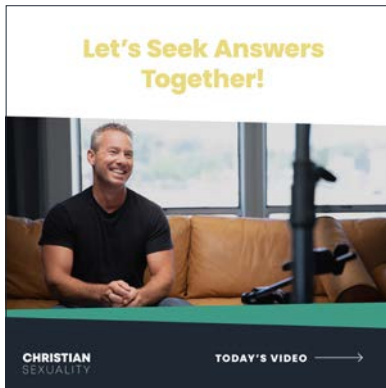 Let's Seek Answers
Together!
CHRISTIAN
SEXUALITY
TODAY'S VIDEO